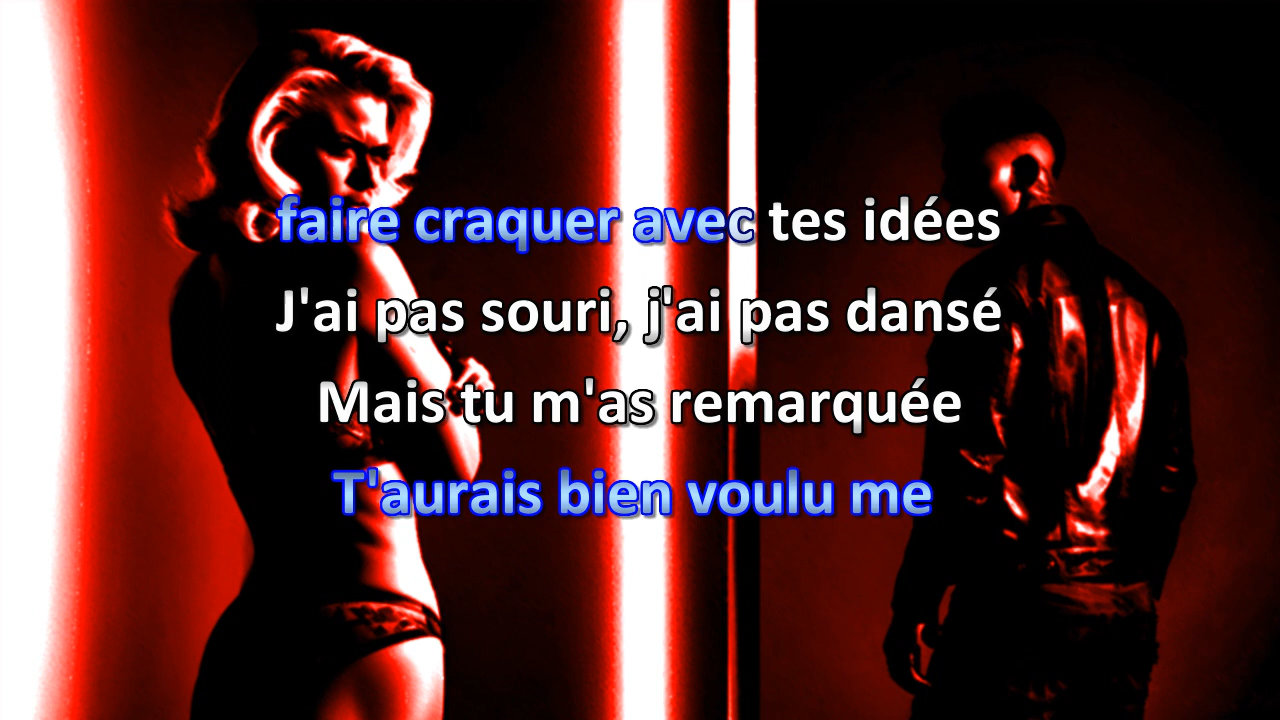 faire craquer avec tes idées
J'ai pas souri, j'ai pas dansé
Mais tu m'as remarquée
T'aurais bien voulu me